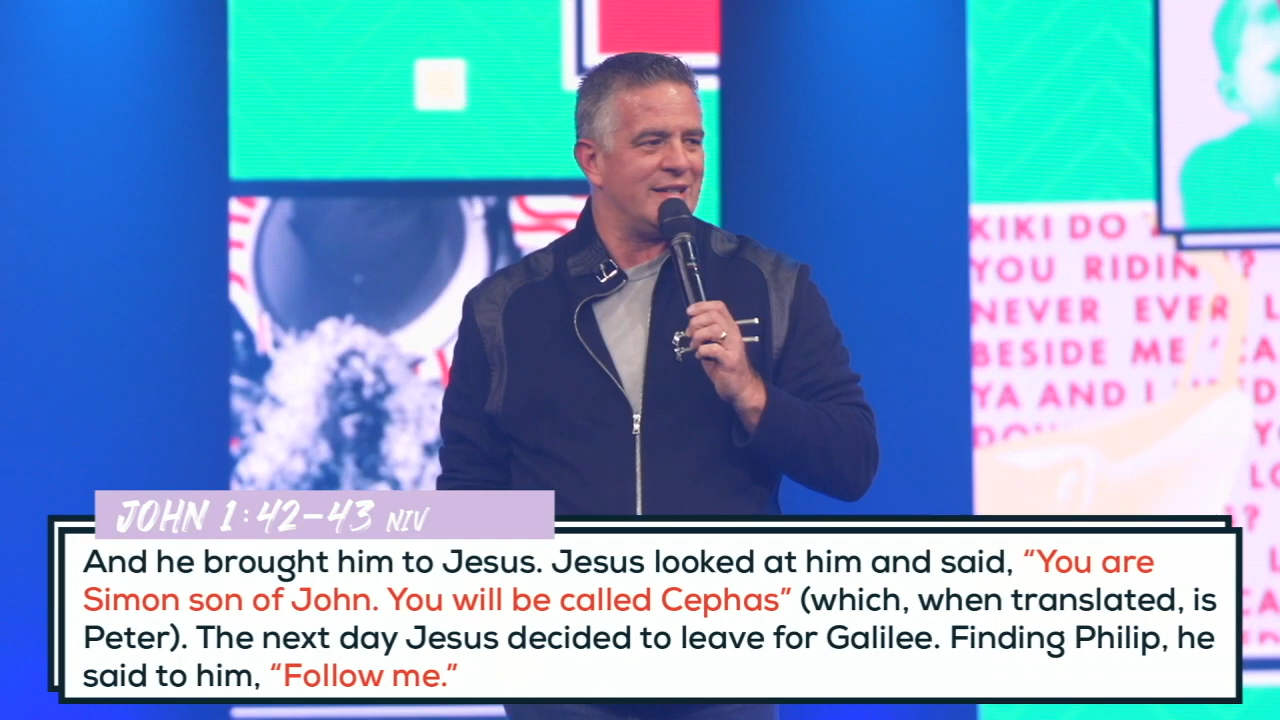 KIKI DO
YOU RIDIN ?
NEVER EVER L
BESIDE ME 'CA
YA AND I
JOHN 1:42-43 NIV
And he brought him to Jesus. Jesus looked at him and said, “You are
Simon son of John. You will be called Cephas” (which, when translated, is
Peter). The next day Jesus decided to leave for Galilee. Finding Philip, he
said to him, “Follow me.”